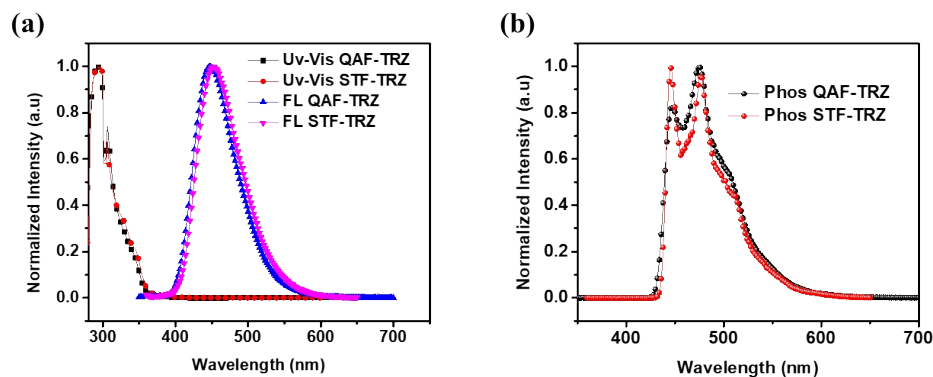 (a)
Normalized Intensity (a.u)
1.0
0.8
0.6
0.4
0.2
0.0
Uv-Vis QAF-TRZ
Uv-Vis STF-TRZ
FL QAF-TRZ
FL STF-TRZ
300 400 500 600 700
Wavelength (nm)
(b)
Normalized Intensity (a.u)
1.0
0.8
0.6
0.4
0.2
0.0
Phos QAF-TRZ
Phos STF-TRZ
400 500 600 700
Wavelength (nm)